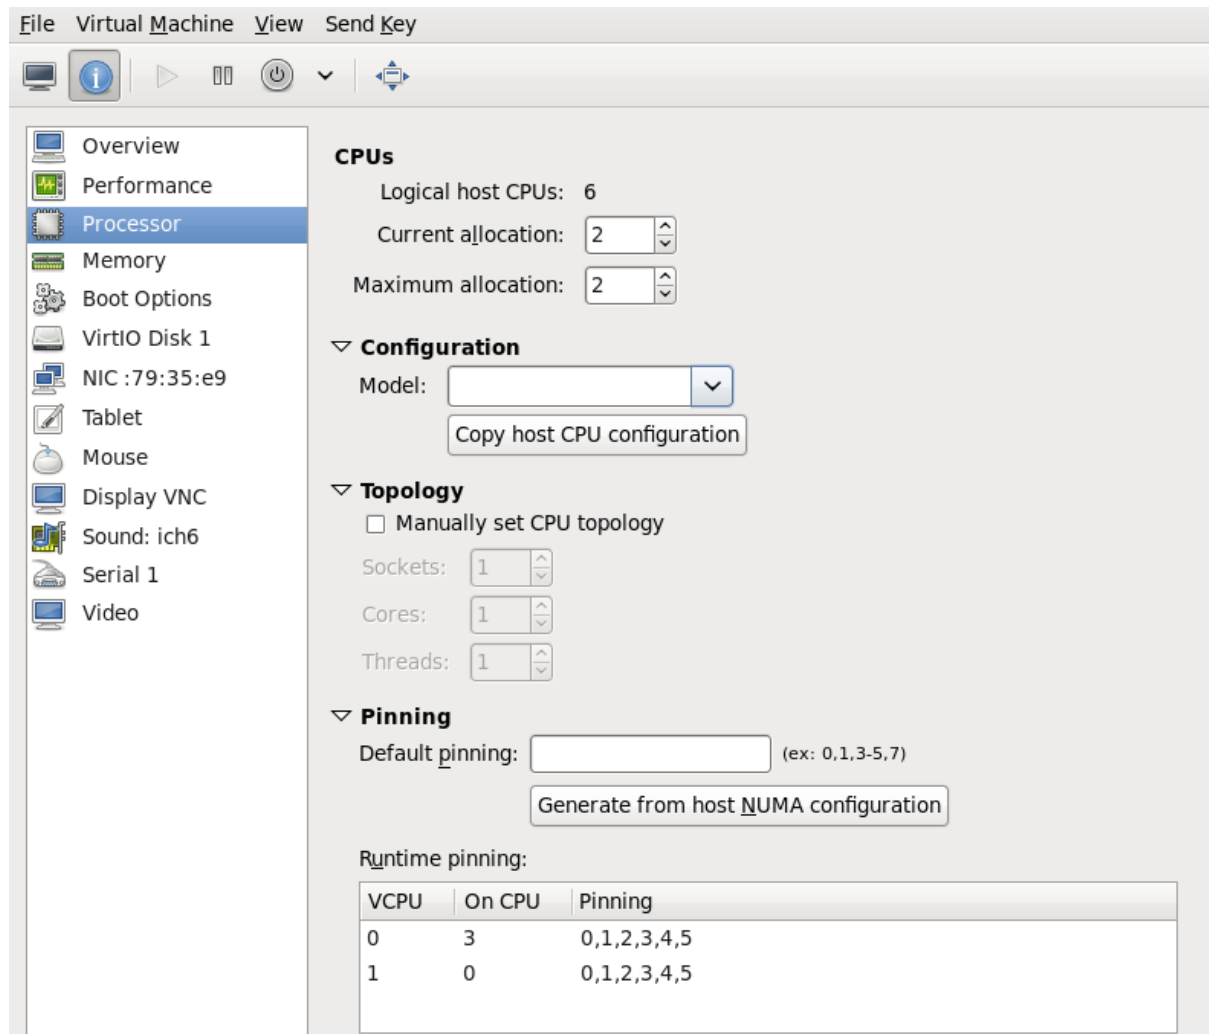 File Virtual Machine View Send Key
Overview
Performance
Processor
Memory
Boot Options
VirtIO Disk 1
NIC :79:35:e9
Tablet
Mouse
Display VNC
Sound: ich6
Serial 1
Video
CPUs
Logical host CPUs: 6
Current allocation: 2
Maximum allocation: 2
Configuration
Model:
Copy host CPU configuration
Topology
Manually set CPU topology
Sockets: 1
Cores: 1
Threads: 1
Pinning
Default pinning: (ex: 0,1,3-5,7)
Generate from host NUMA configuration
Runtime pinning:
VCPU On CPU Pinning
0 3 0,1,2,3,4,5
1 0 0,1,2,3,4,5